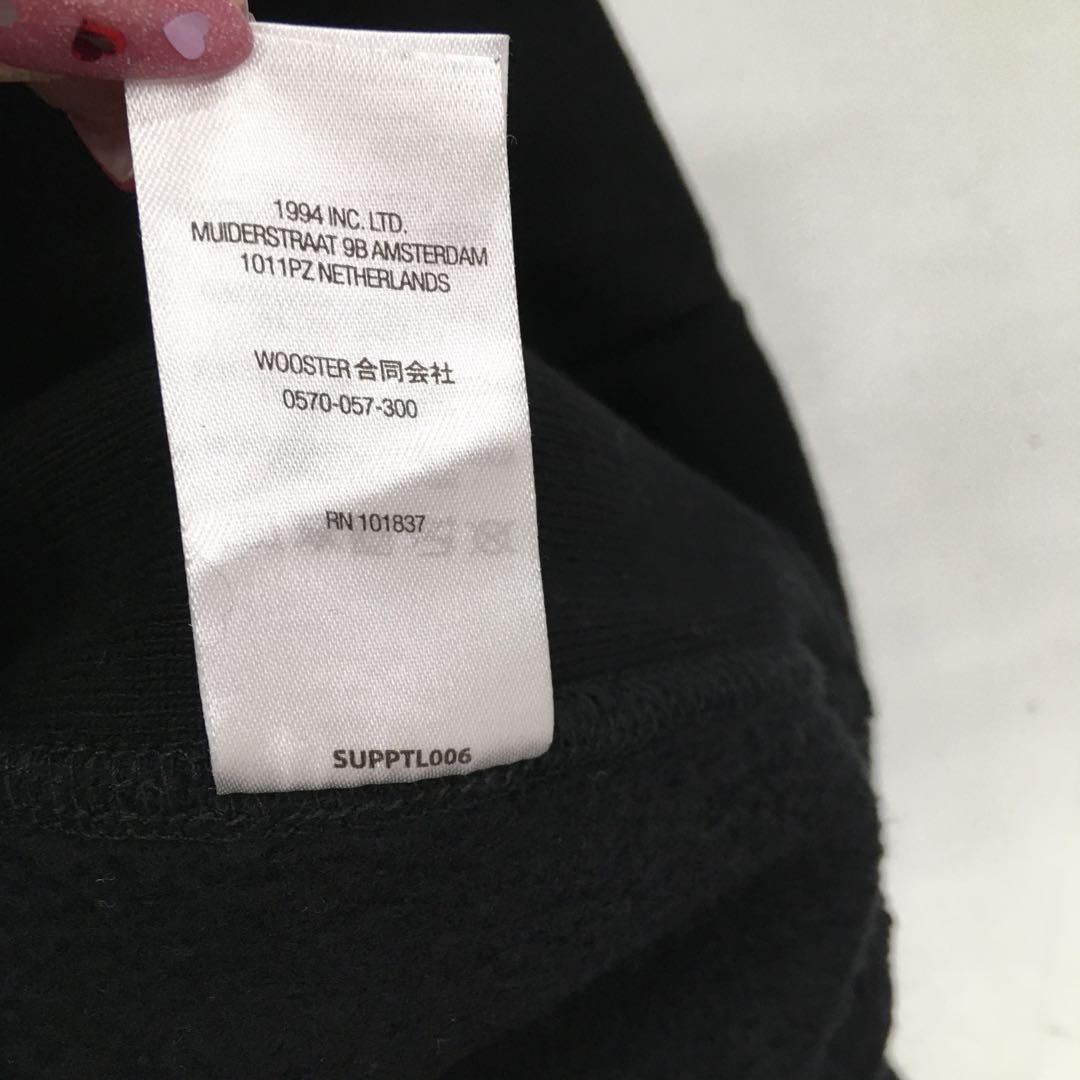 1994 INC. LTD.
MUIDERSTRAAT 9B AMSTERDAM
1011PZ NETHERLANDS
WOOSTER 合同会社
0570-057-300
RN 101837
SUPPTL006